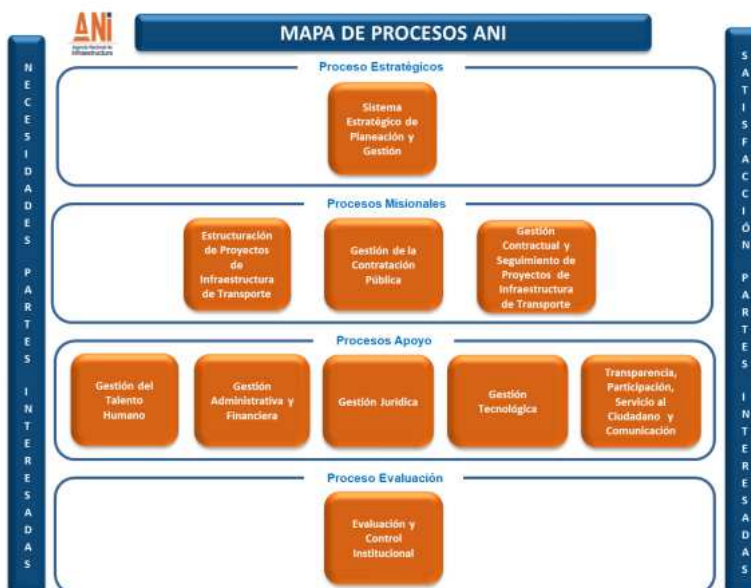 ANI
Agencia Nacional de
Infraestructura
MAPA DE PROCESOS ANI
NECESIDADES PARTES INTERESADAS
Proceso Estratégicos
Sistema
Estratégico de
Planeación y
Gestión
Procesos Misionales
Estructuración
de Proyectos
de
Infraestructura
de Transporte
Gestión de la
Contratación
Pública
Gestión
Contractual y
Seguimiento de
Proyectos de
Infraestructura
de Transporte
Procesos Apoyo
Gestión del
Talento
Humano
Gestión
Administrativa y
Financiera
Gestión Jurídica
Gestión
Tecnológica
Transparencia,
Participación,
Servicio al
Ciudadano y
Comunicación
Proceso Evaluación
Evaluación y
Control
Institucional
SATISFACCIÓN PARTES INTERESADAS